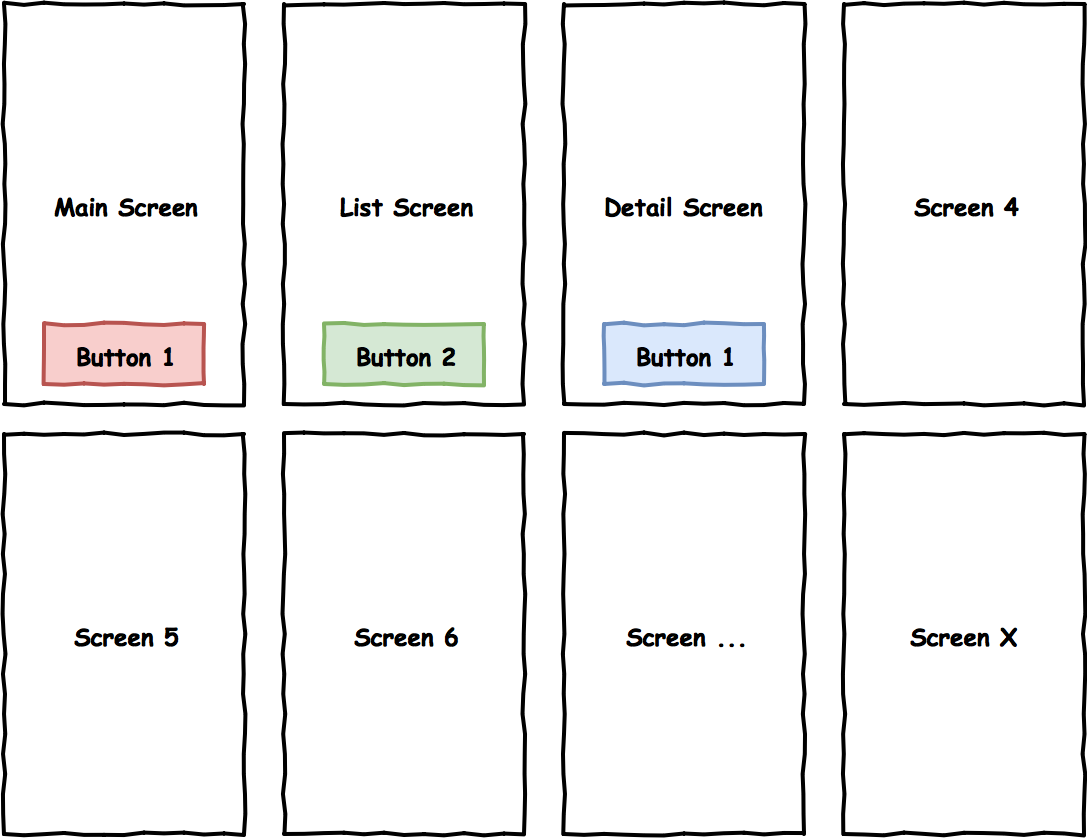 Main Screen
List Screen
Detail Screen
Screen 4
Button 1
Button 2
Button 1
Screen 5
Screen 6
Screen ...
Screen X